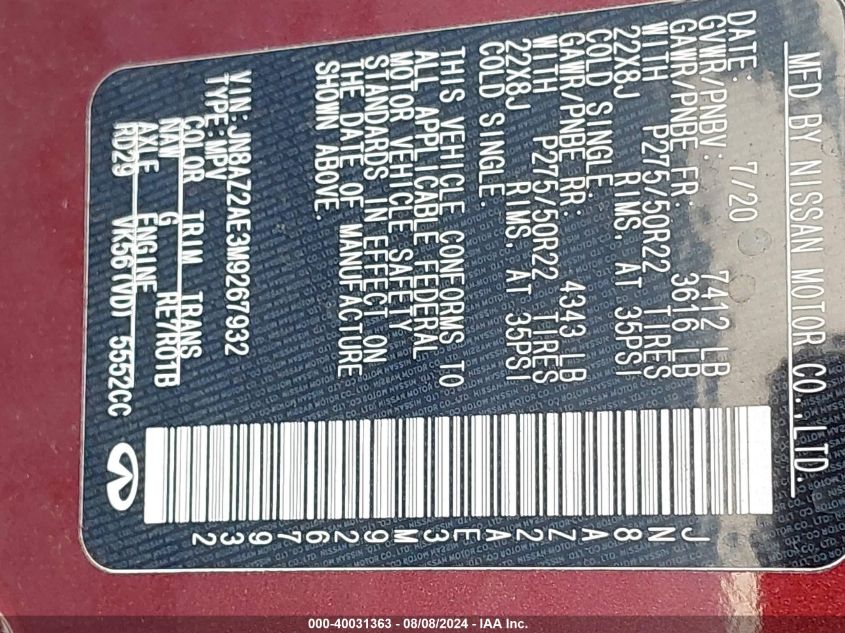 MFD BY NISSAN MOTOR CO.,LTD.
DATE: 7/20
GVWR/PNBV: 7412 LB
GAWR/PNBE FR: 3616 LB
WITH P275/50R22 TIRES
22X8J RIMS. AT 35PSI
COLD SINGLE.
GAWR/PNBE RR: 4343 LB
WITH P275/50R22 TIRES
22X8J RIMS. AT 35PSI
COLD SINGLE.
THIS VEHICLE CONFORMS TO
ALL APPLICABLE FEDERAL
MOTOR VEHICLE SAFETY
STANDARDS IN EFFECT ON
THE DATE OF MANUFACTURE
SHOWN ABOVE.
VIN: JN8AZ2AE3M9267932
TYPE: MPV
COLOR TRIM TRANS
NAM G RE7R01B
AXLE ENGINE
RD29 VK56(VD) 5552CC
JN8AZ2AE3M9267932
000-40031363 - 08/08/2024 - IAA Inc.